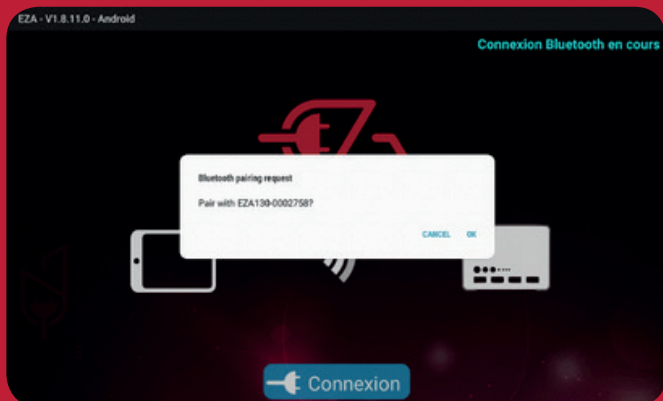 EZA - V1.8.11.0 - Android
Connexion Bluetooth en cours
Bluetooth pairing request
Pair with EZA130-0002758?
CANCEL OK
Connexion